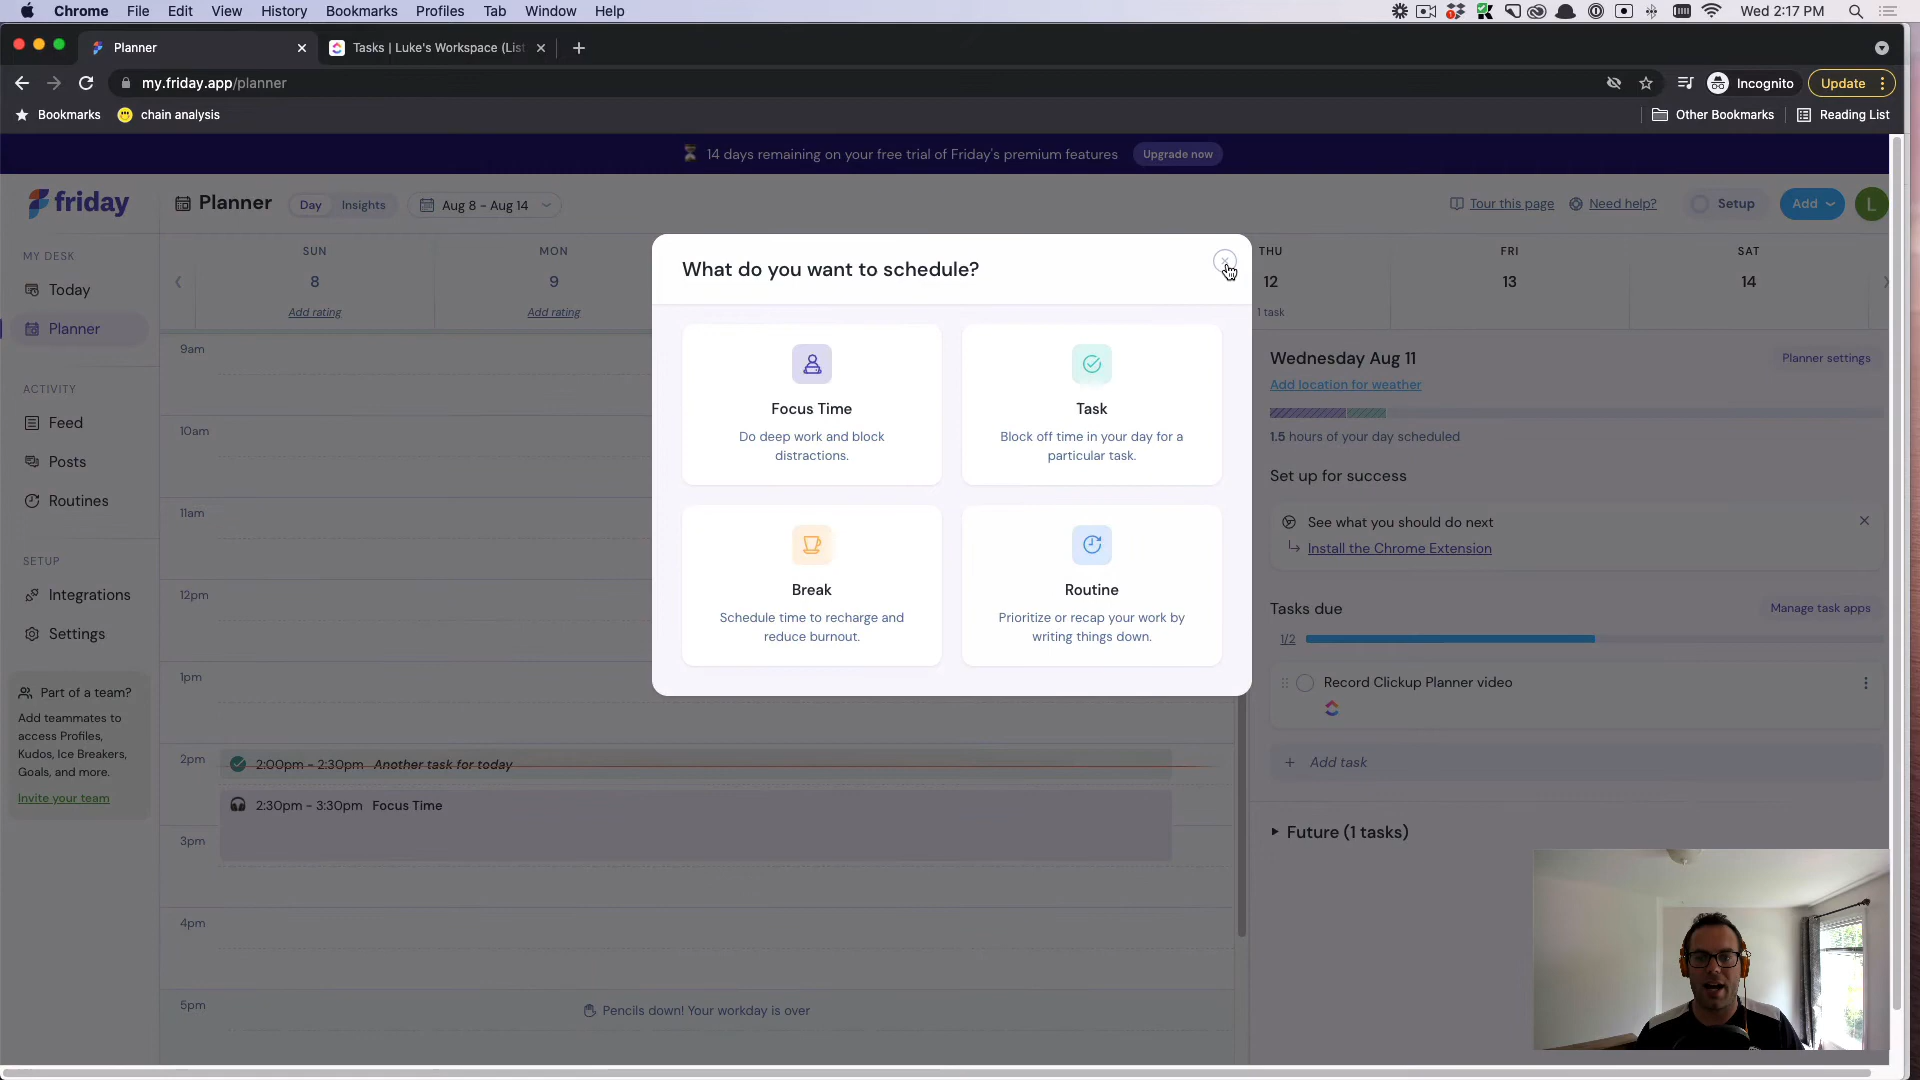 Chrome File Edit View History Bookmarks Profiles Tab Window Help Wed 2:17 PM
Planner Tasks | Luke's Workspace (List
my.friday.app/planner Incognito Update
Bookmarks chain analysis Other Bookmarks Reading List
14 days remaining on your free trial of Friday's premium features Upgrade now
friday Planner Day Insights Aug 8 - Aug 14 Tour this page Need help? Setup Add L
MY DESK
Today
Planner
ACTIVITY
Feed
Posts
Routines
SETUP
Integrations
Settings
Part of a team?
Add teammates to
access Profiles,
Kudos, Ice Breakers,
Goals, and more.
Invite your team
SUN MON THU FRI SAT
8 9 12 13 14
Add rating Add rating 1 task
9am
10am
11am
12pm
1pm
2pm
2:00pm - 2:30pm Another task for today
2:30pm - 3:30pm Focus Time
3pm
4pm
5pm
Pencils down! Your workday is over
What do you want to schedule?
Focus Time
Do deep work and block
distractions.
Task
Block off time in your day for a
particular task.
Break
Schedule time to recharge and
reduce burnout.
Routine
Prioritize or recap your work by
writing things down.
Wednesday Aug 11 Planner settings
Add location for weather
1.5 hours of your day scheduled
Set up for success
See what you should do next
Install the Chrome Extension
Tasks due Manage task apps
1/2
Record Clickup Planner video
+ Add task
Future (1 tasks)